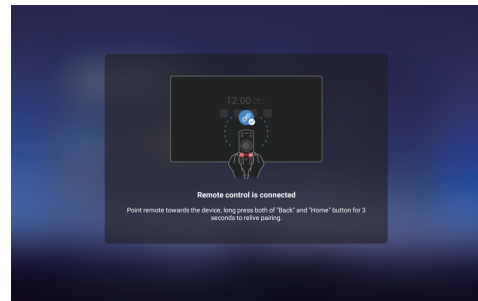 12:00
Remote control is connected
Point remote towards the device, long press both of "Back" and "Home" button for 3
seconds to relive pairing.